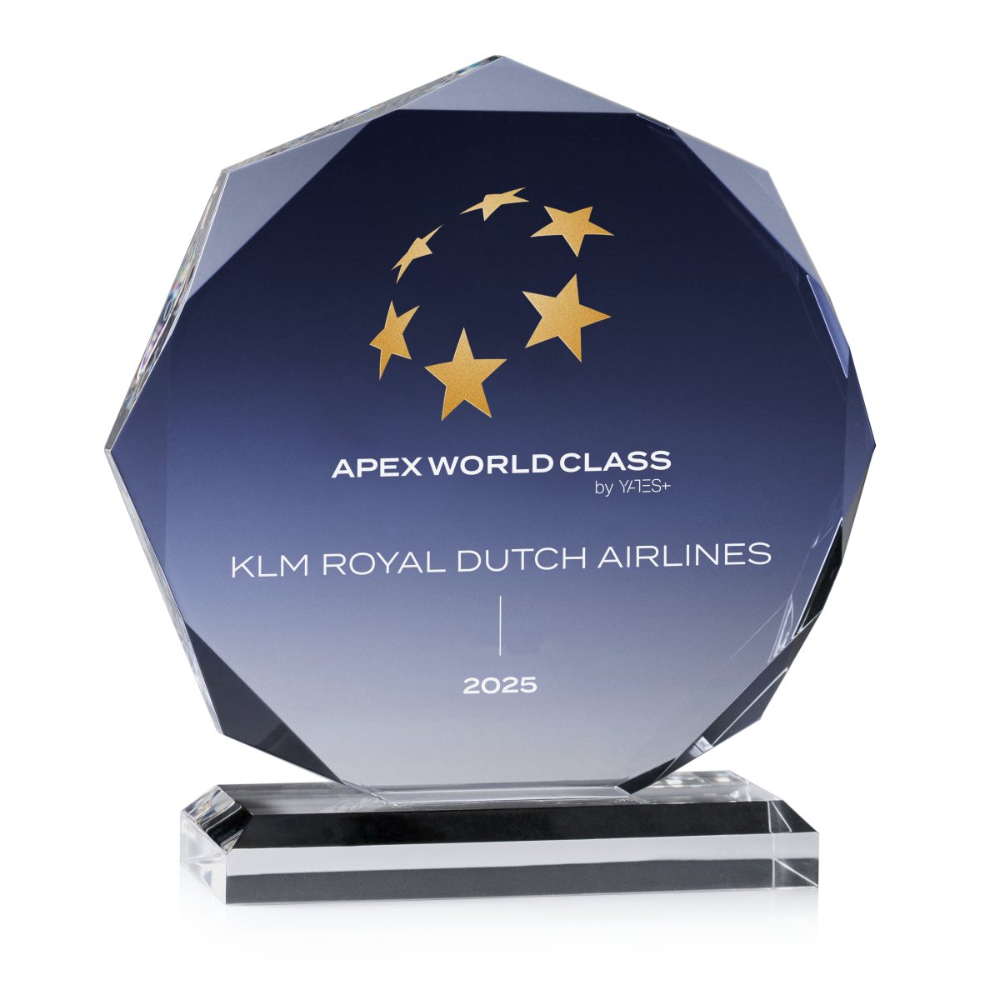 APEX WORLD CLASS
by YATES+
KLM ROYAL DUTCH AIRLINES
2025